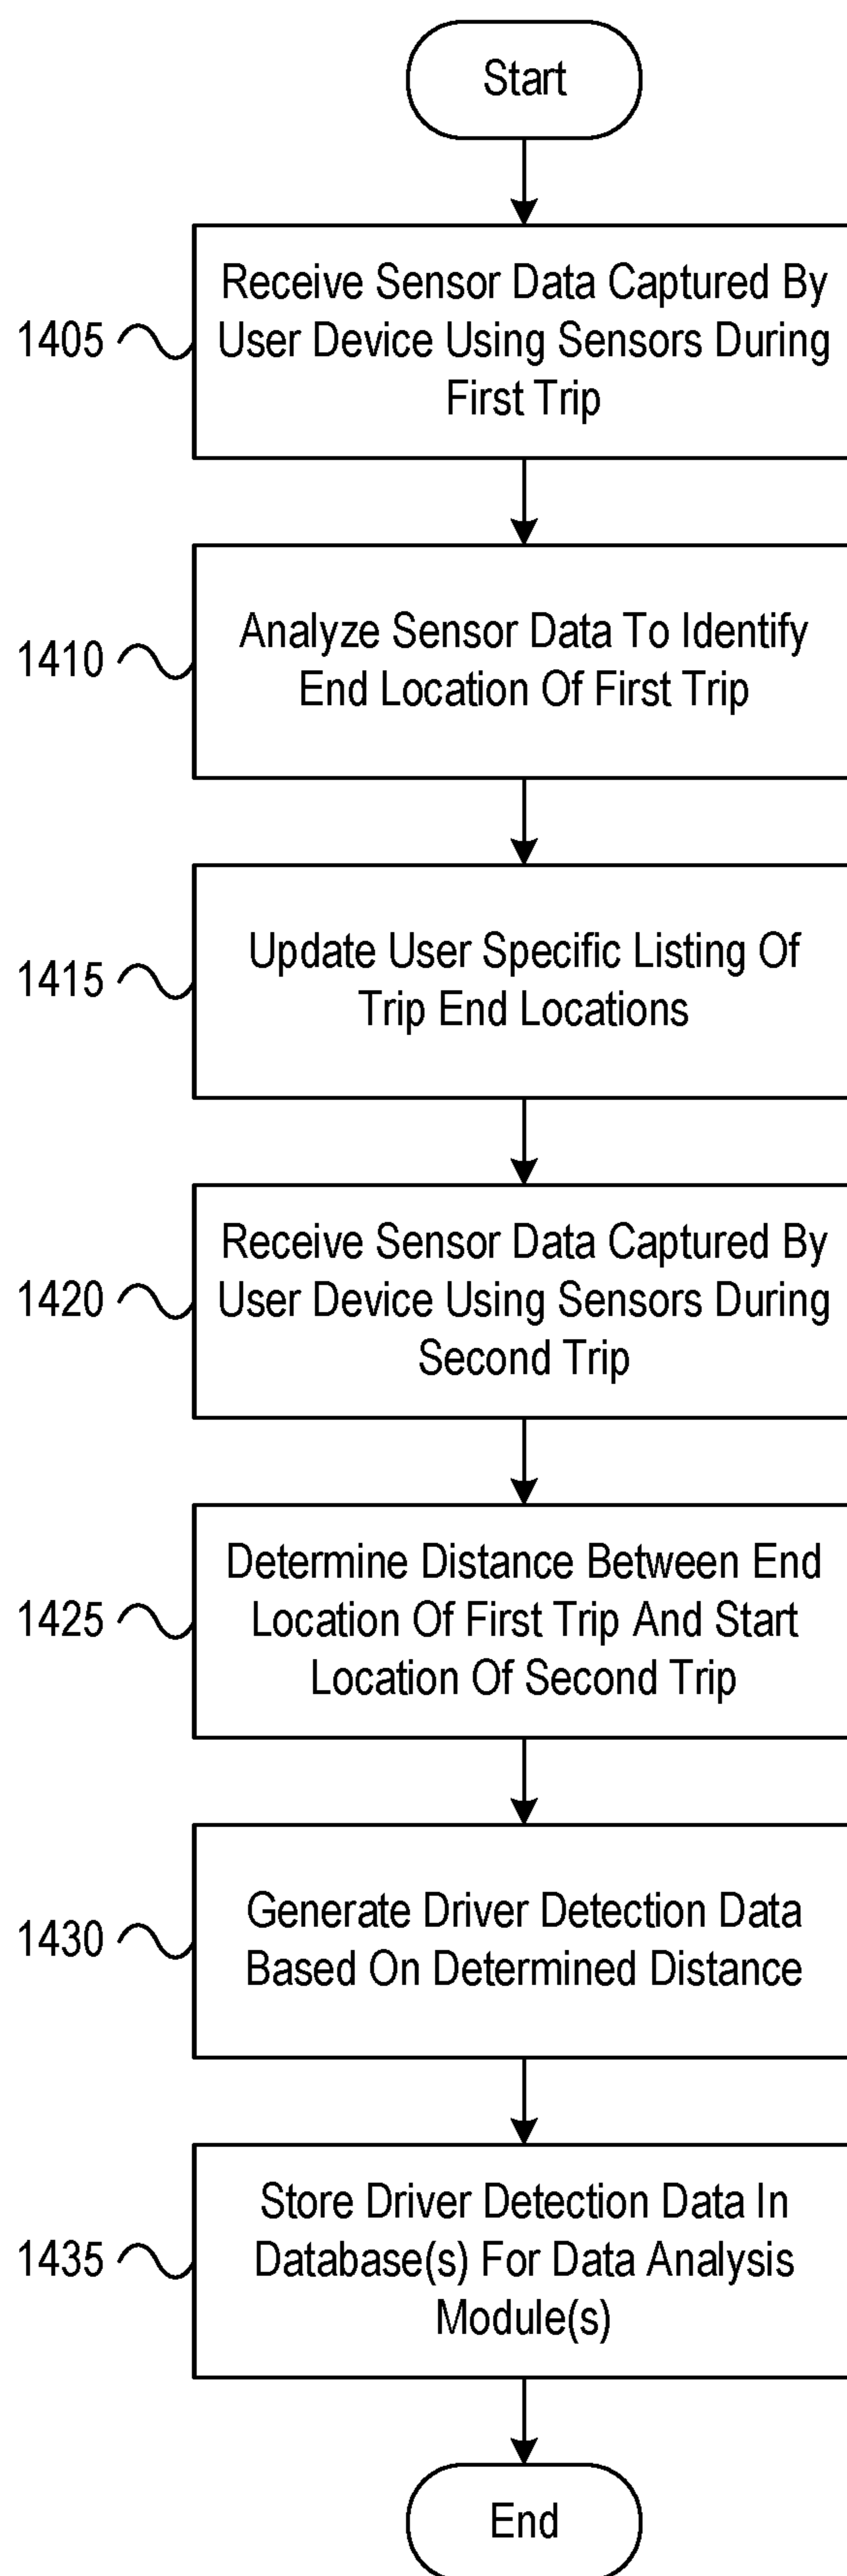 Start
Receive Sensor Data Captured By
User Device Using Sensors During
First Trip
1405
Analyze Sensor Data To Identify
End Location Of First Trip
1410
Update User Specific Listing Of
Trip End Locations
1415
Receive Sensor Data Captured By
User Device Using Sensors During
Second Trip
1420
Determine Distance Between End
Location Of First Trip And Start
Location Of Second Trip
1425
Generate Driver Detection Data
Based On Determined Distance
1430
Store Driver Detection Data In
Database(s) For Data Analysis
Module(s)
1435
End